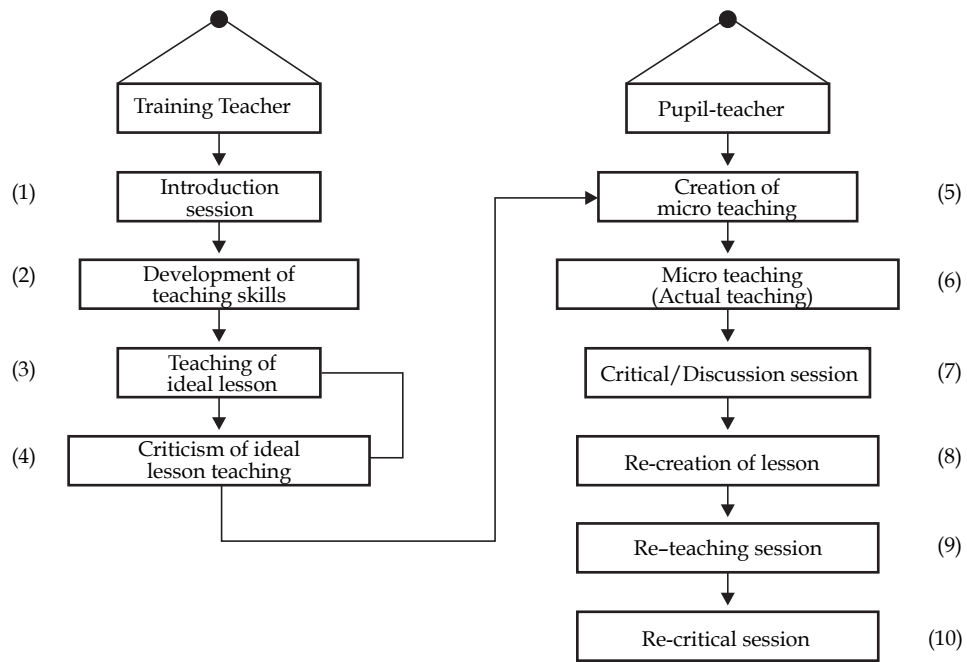 Training Teacher
(1)
Introduction
session
(2)
Development of
teaching skills
(3)
Teaching of
ideal lesson
(4)
Criticism of ideal
lesson teaching
Pupil-teacher
Creation of
micro teaching
(5)
Micro teaching
(Actual teaching)
(6)
Critical/Discussion session
(7)
Re-creation of lesson
(8)
Re-teaching session
(9)
Re-critical session
(10)